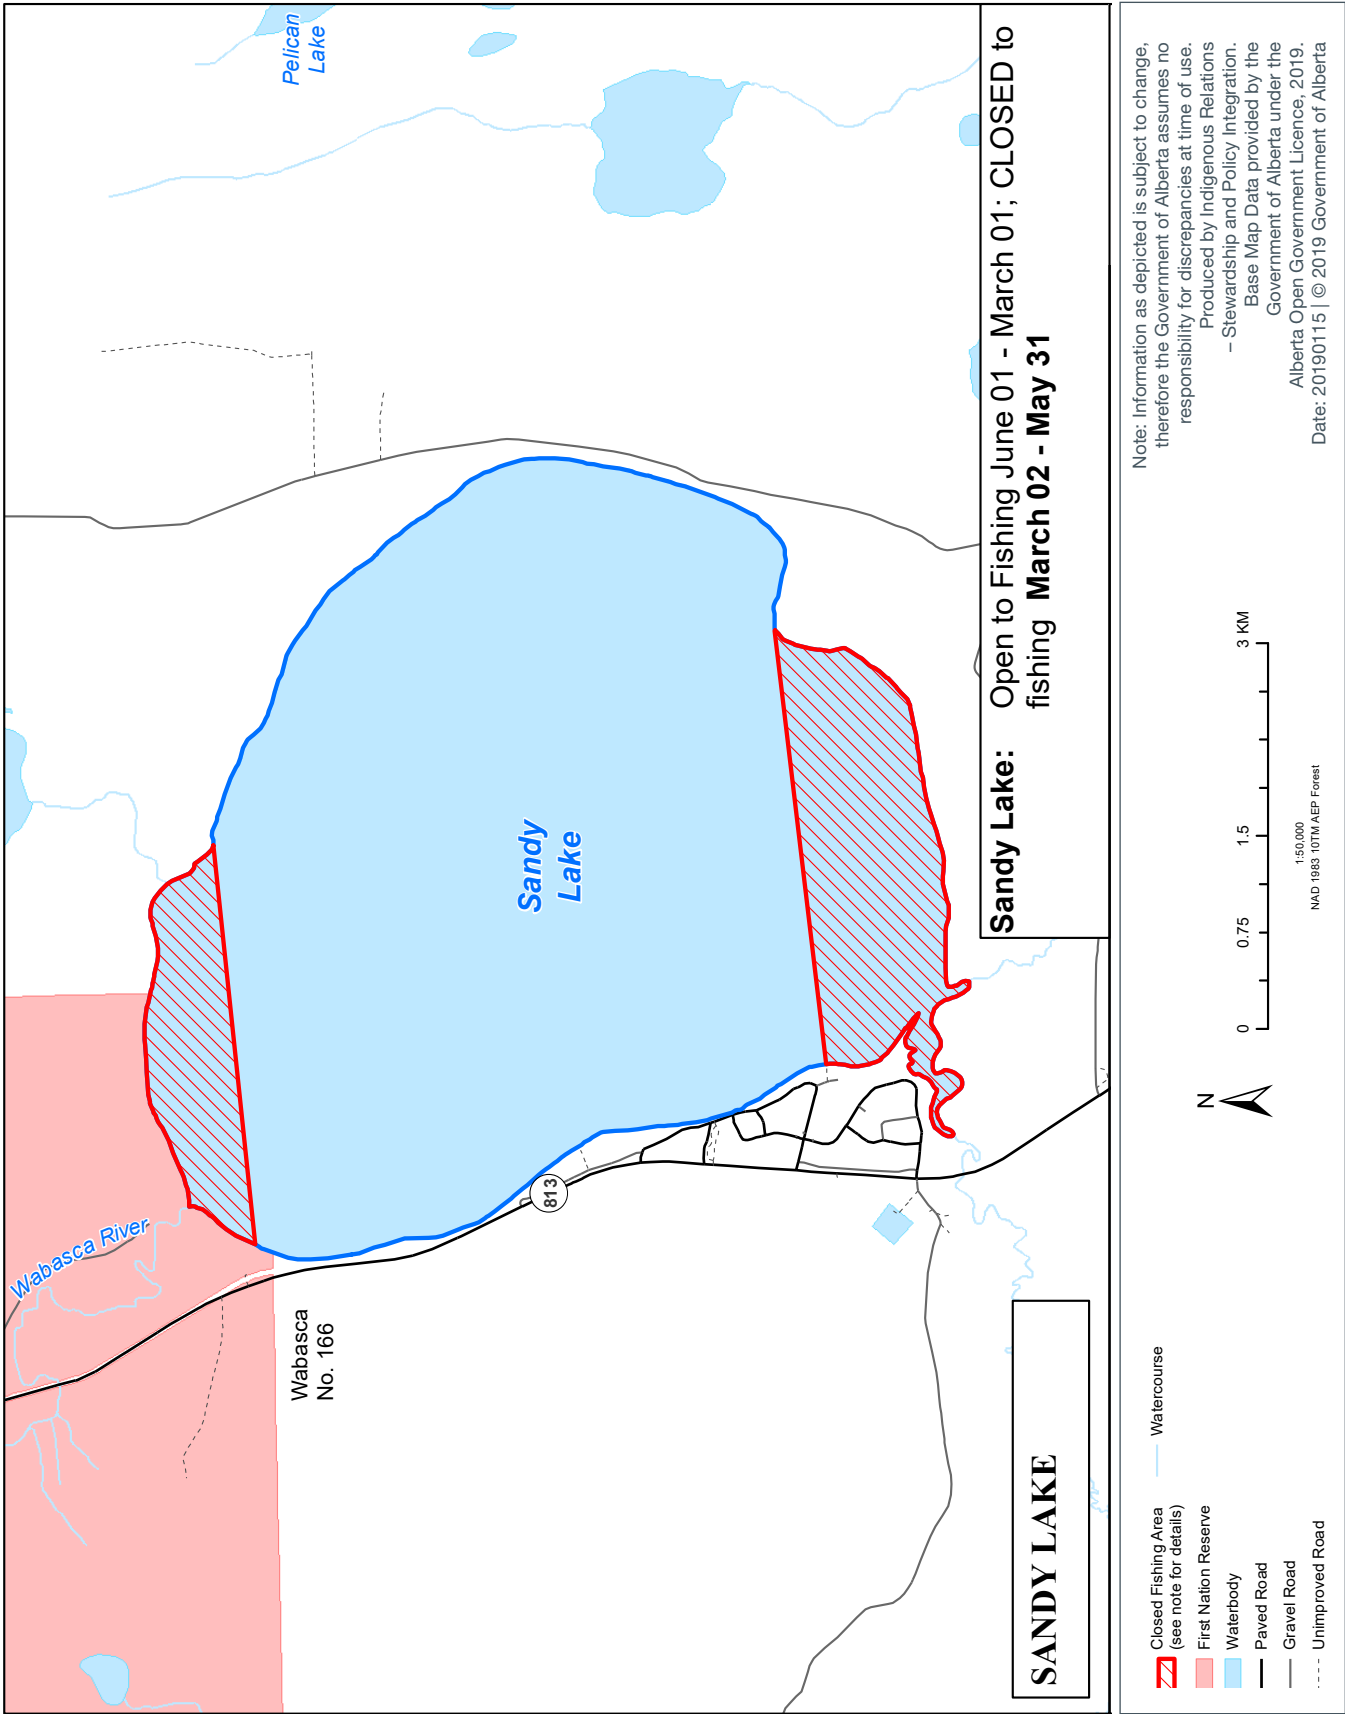 Pelican
Lake
Sandy
Lake
Wabasca River
813
Wabasca
No. 166
Sandy Lake: Open to Fishing June 01 - March 01; CLOSED to
fishing March 02 - May 31
SANDY LAKE
Closed Fishing Area
(see note for details)
First Nation Reserve
Waterbody
Paved Road
Gravel Road
Unimproved Road
Watercourse
N
0 0.75 1.5 3 KM
1:50,000
NAD 1983 10TM AEP Forest
Note: Information as depicted is subject to change,
therefore the Government of Alberta assumes no
responsibility for discrepancies at time of use.
Produced by Indigenous Relations
– Stewardship and Policy Integration.
Base Map Data provided by the
Government of Alberta under the
Alberta Open Government Licence, 2019.
Date: 20190115 | © 2019 Government of Alberta